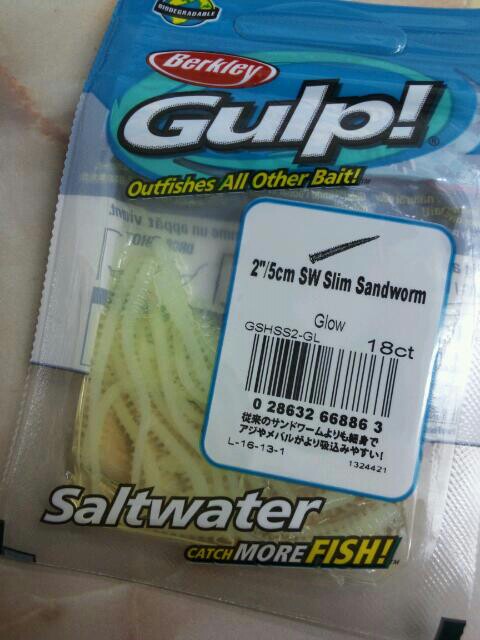 BIODEGRADABLE
Berkley
Gulp!
Outfishes All Other Bait!
2"/5cm SW Slim Sandworm
Glow
GSHSS2-GL
18ct
0 28632 66886 3
従来のサンドワームよりも細身で
アジやメバルがより吸込みやすい!
L-16-13-1
1324421
Saltwater
CATCH MORE FISH!